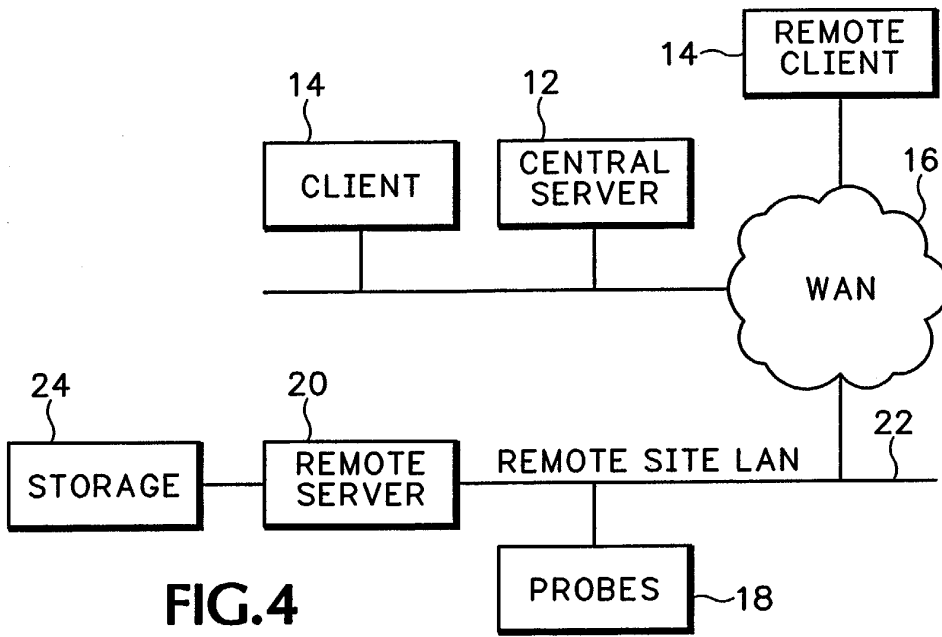 REMOTE
CLIENT
14
14
12
CLIENT
CENTRAL
SERVER
16
WAN
24
20
22
STORAGE
REMOTE
SERVER
REMOTE SITE LAN
PROBES
18
FIG.4